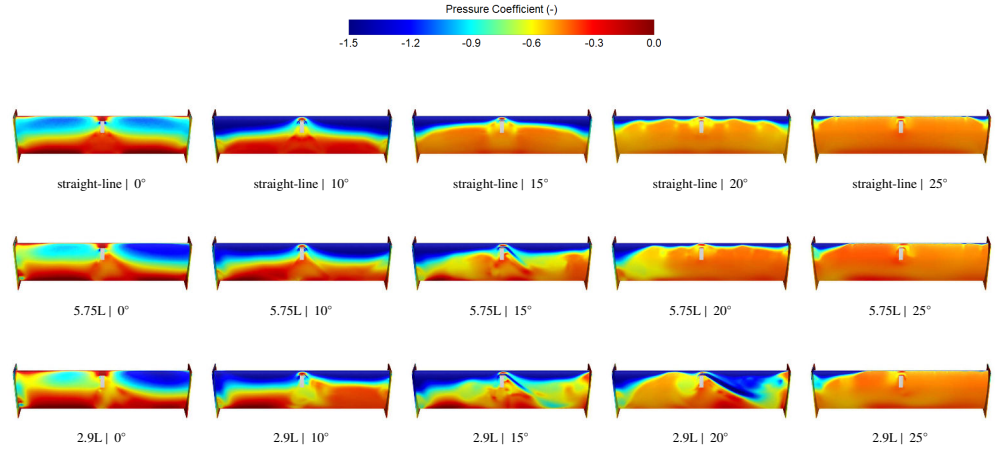 Pressure Coefficient (-)
-1.5 -1.2 -0.9 -0.6 -0.3 0.0
straight-line | 0° straight-line | 10° straight-line | 15° straight-line | 20° straight-line | 25°
5.75L | 0° 5.75L | 10° 5.75L | 15° 5.75L | 20° 5.75L | 25°
2.9L | 0° 2.9L | 10° 2.9L | 15° 2.9L | 20° 2.9L | 25°